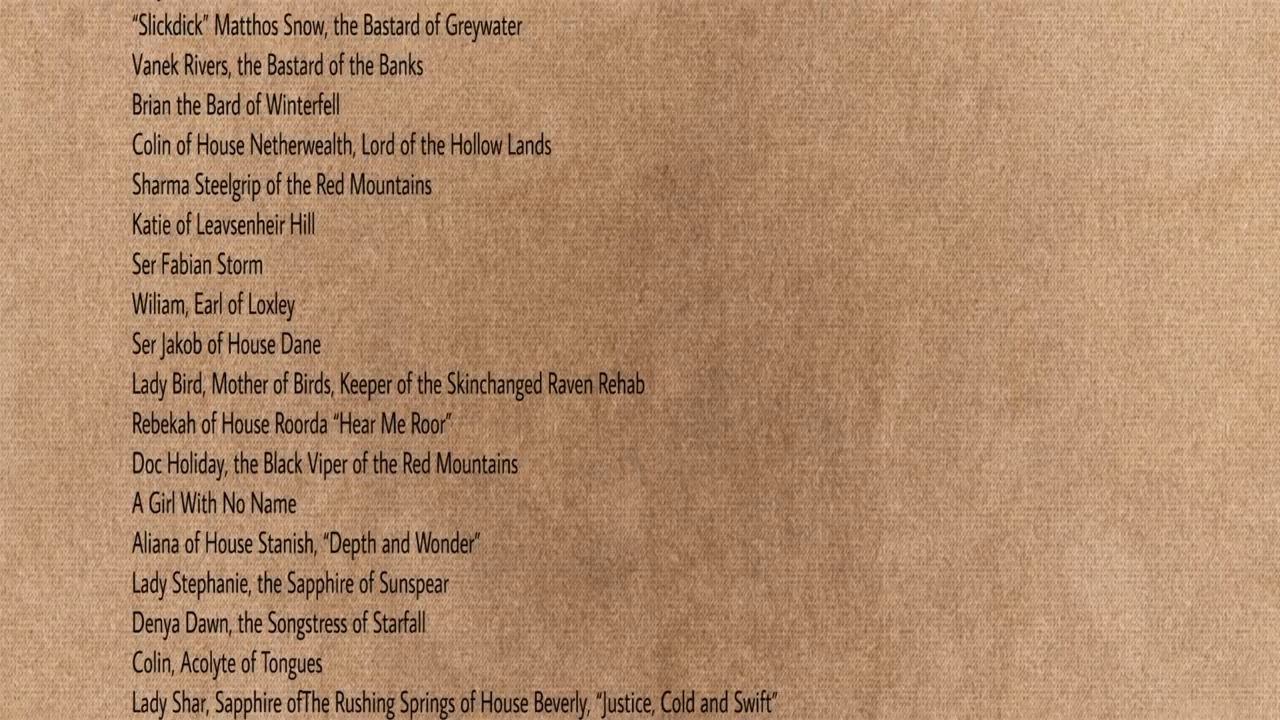 “Slickdick” Matthos Snow, the Bastard of Greywater
Vanek Rivers, the Bastard of the Banks
Brian the Bard of Winterfell
Colin of House Netherwealth, Lord of the Hollow Lands
Sharma Steelgrip of the Red Mountains
Katie of Leavsenheir Hill
Ser Fabian Storm
Wiliam, Earl of Loxley
Ser Jakob of House Dane
Lady Bird, Mother of Birds, Keeper of the Skinchanged Raven Rehab
Rebekah of House Roorda “Hear Me Roor”
Doc Holiday, the Black Viper of the Red Mountains
A Girl With No Name
Aliana of House Stanish, “Depth and Wonder”
Lady Stephanie, the Sapphire of Sunspear
Denya Dawn, the Songstress of Starfall
Colin, Acolyte of Tongues
Lady Shar, Sapphire ofThe Rushing Springs of House Beverly, “Justice, Cold and Swift”